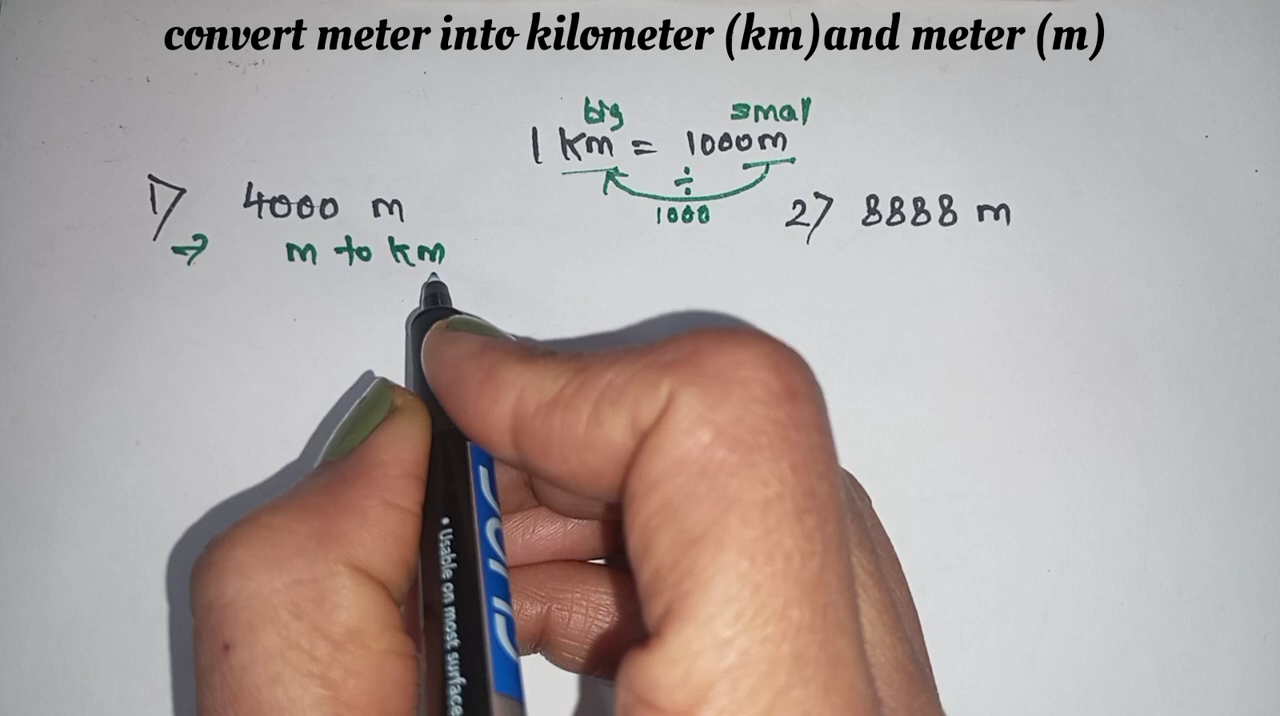 convert meter into kilometer (km)and meter (m)
big small
1 km = 1000m
÷
1000
1) 4000 m
→ m to km
2) 8888 m
• Usable on most surface